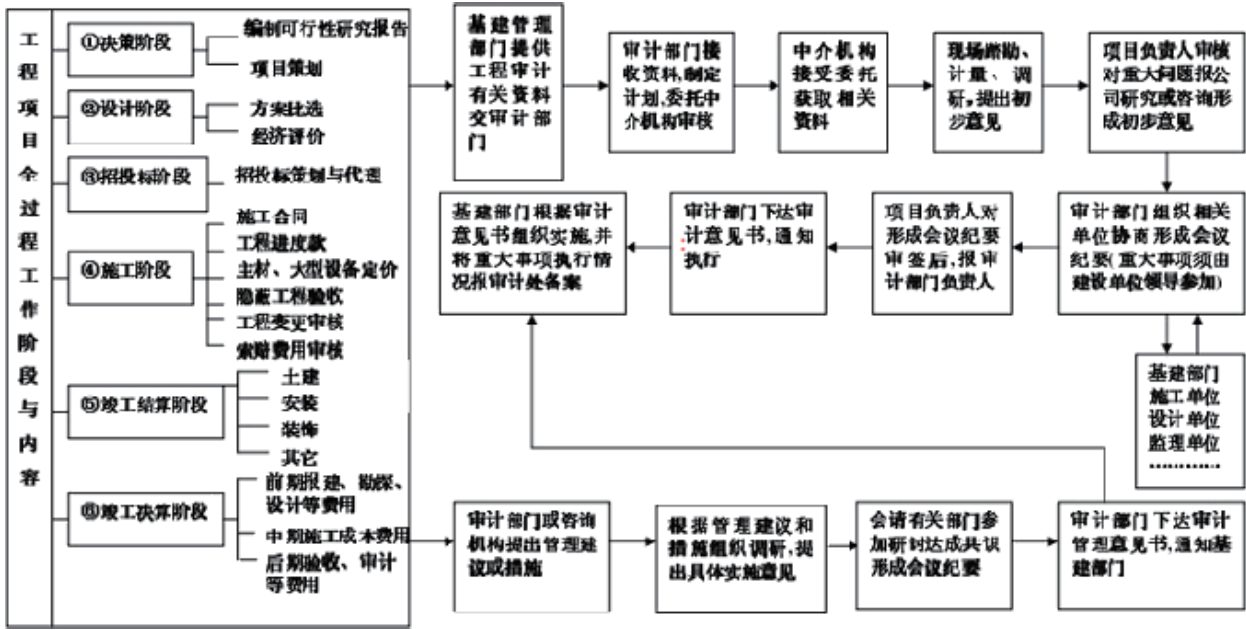 工程项目全过程工作阶段与内容
①决策阶段
编制可行性研究报告
项目策划
②设计阶段
方案比选
经济评价
③招投标阶段
招投标策划与代理
④施工阶段
施工合同
工程进度款
主材、大型设备定价
隐蔽工程验收
工程变更审核
索赔费用审核
⑤竣工结算阶段
土建
安装
装饰
其它
⑥竣工决算阶段
前期报建、勘探、
设计等费用
中期施工成本费用
后期验收、审计
等费用
基建管理
部门提供
工程审计
有关资料
交审计部
门
审计部门接
收资料,制定
计划,委托中
介机构审核
中介机构
接受委托
获取相关
资料
现场踏勘、
计量、调
研,提出初
步意见
项目负责人审核
对重大问题报公
司研究或咨询形
成初步意见
审计部门组织相关
单位协商形成会议
纪要(重大事项须由
建设单位领导参加)
基建部门
施工单位
设计单位
监理单位
…………
项目负责人对
形成会议纪要
审签后,报审
计部门负责人
审计部门下达审
计意见书,通知
执行
基建部门根据审计
意见书组织实施,并
将重大事项执行情
况报审计处备案
审计部门或咨询
机构提出管理建
议或措施
根据管理建议和
措施组织调研,提
出具体实施意见
会请有关部门参
加研讨达成共识
形成会议纪要
审计部门下达审计
管理意见书,通知基
建部门